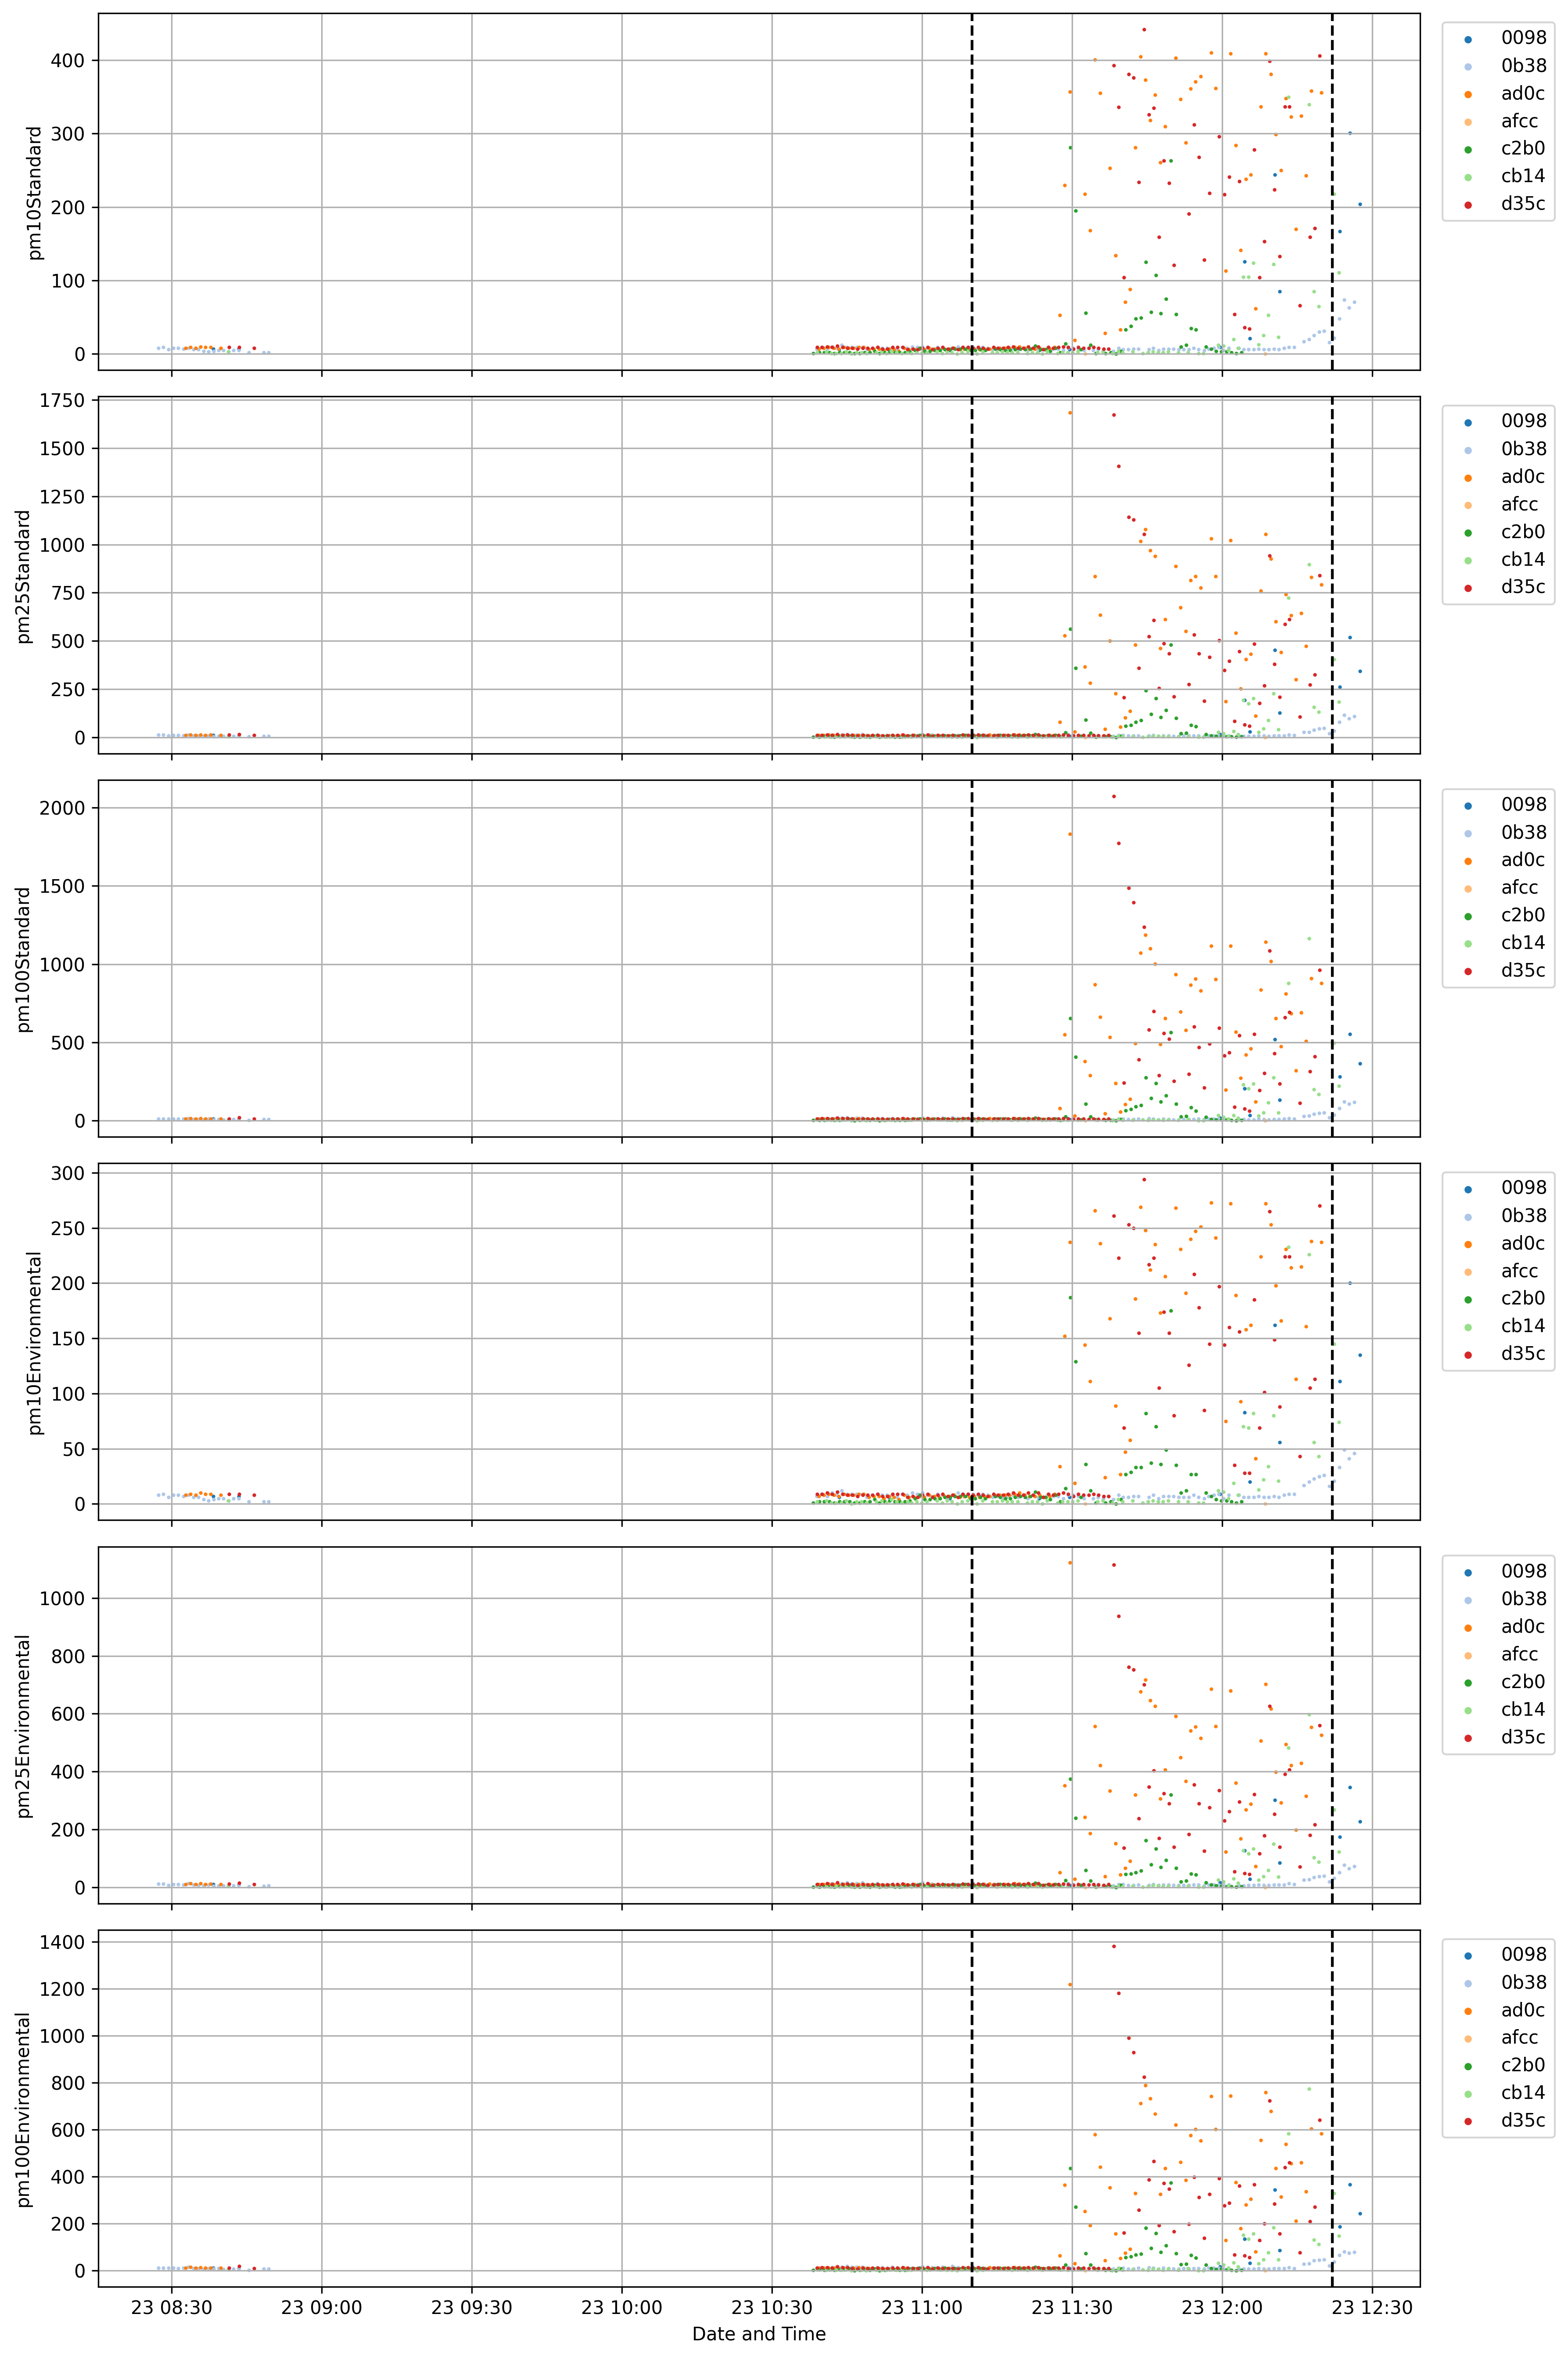 pm10Standard
400
300
200
100
0
0098
0b38
ad0c
afcc
c2b0
cb14
d35c
pm25Standard
1750
1500
1250
1000
750
500
250
0
0098
0b38
ad0c
afcc
c2b0
cb14
d35c
pm100Standard
2000
1500
1000
500
0
0098
0b38
ad0c
afcc
c2b0
cb14
d35c
pm10Environmental
300
250
200
150
100
50
0
0098
0b38
ad0c
afcc
c2b0
cb14
d35c
pm25Environmental
1000
800
600
400
200
0
0098
0b38
ad0c
afcc
c2b0
cb14
d35c
pm100Environmental
1400
1200
1000
800
600
400
200
0
0098
0b38
ad0c
afcc
c2b0
cb14
d35c
23 08:30 23 09:00 23 09:30 23 10:00 23 10:30 23 11:00 23 11:30 23 12:00 23 12:30
Date and Time